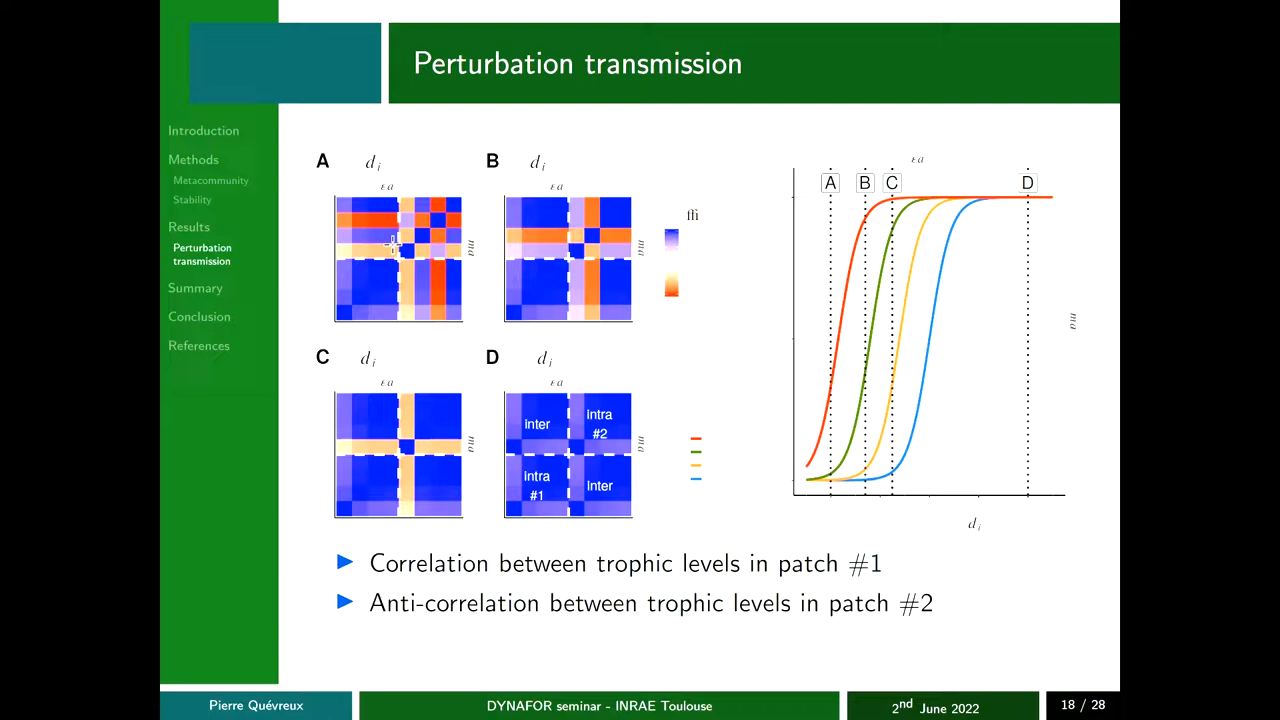 Perturbation transmission
Introduction
Methods
Metacommunity
Stability
Results
Perturbation
transmission
Summary
Conclusion
References
A
d i
B
d i
C
d i
D
d i
ffi
Inter
Intra
#2
Intra
#1
Inter
A
B
C
D
d i
Correlation between trophic levels in patch #1
Anti-correlation between trophic levels in patch #2
Pierre Quévreux
DYNAFOR seminar - INRAE Toulouse
2nd June 2022
18 / 28